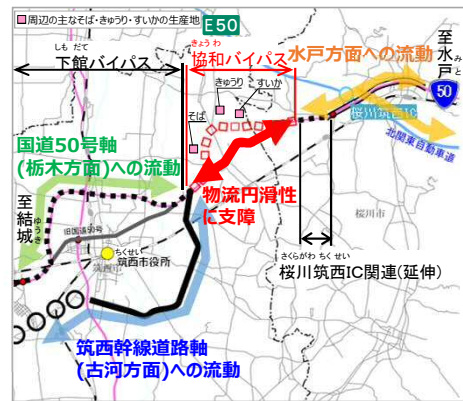 周辺の主なそば・きゅうり・すいかの生産地
E50
しもだて
下館バイパス
きょうわ
協和バイパス
至水戸
みと
水戸方面への流動
50
きゅうり
すいか
そば
桜川筑西IC
北関東自動車道
国道50号軸
(栃木方面)への流動
物流円滑性
に支障
至結城
ゆうき
旧国道50号
ちくせい
筑西市役所
筑西市
桜川市
さくらがわちくせい
桜川筑西IC関連(延伸)
筑西幹線道路軸
(古河方面)への流動